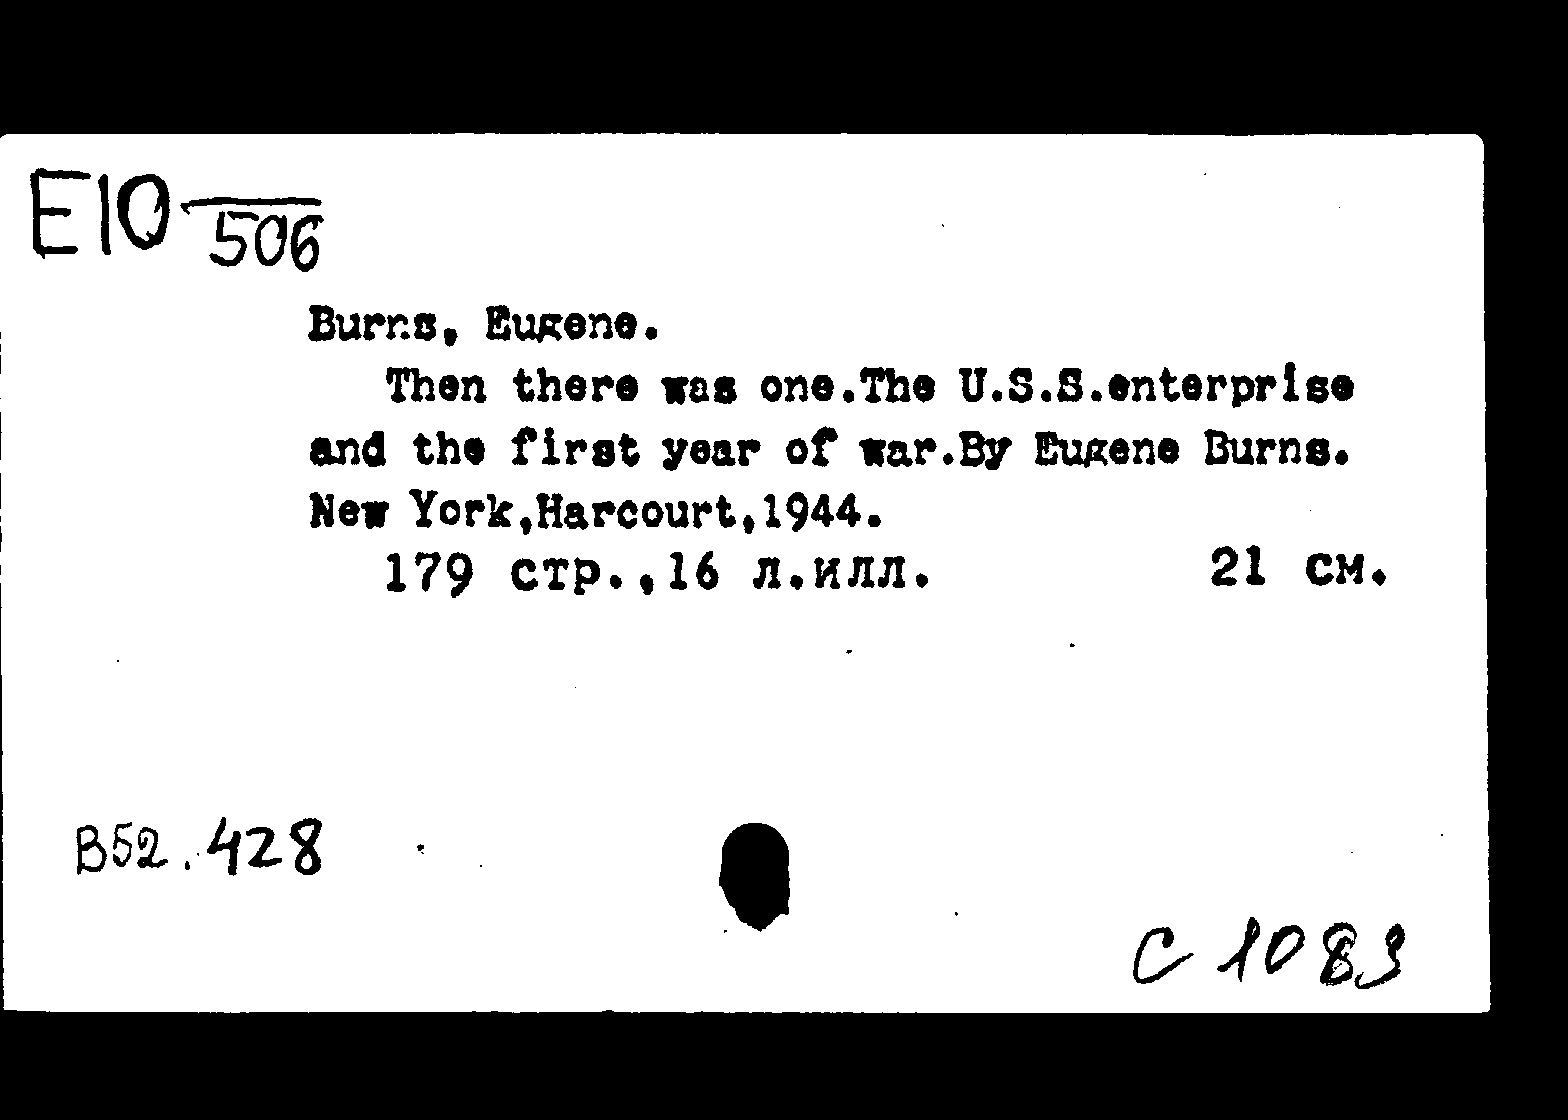 E10 506
Burns, Eugene.
Then there was one.The U.S.S.enterprise
and the first year of war.By Eugene Burns.
New York,Harcourt,1944.
179 стр.,16 л.илл. 21 см.
B52.428
C 1083